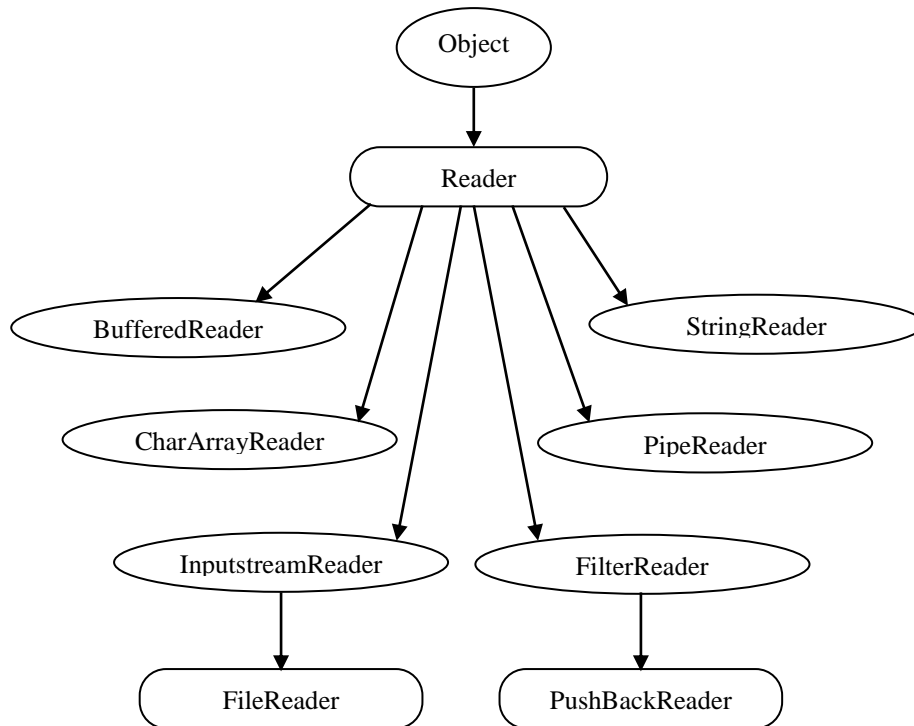 Object
Reader
BufferedReader
StringReader
CharArrayReader
PipeReader
InputstreamReader
FilterReader
FileReader
PushBackReader